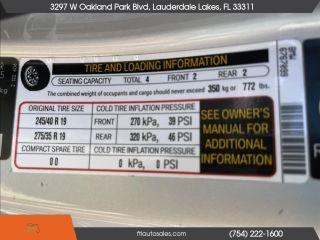 3297 W Oakland Park Blvd, Lauderdale Lakes, FL 33311
TIRE AND LOADING INFORMATION
SEATING CAPACITY TOTAL 4 FRONT 2 REAR 2
The combined weight of occupants and cargo should never exceed 350 kg or 772 lbs.
ORIGINAL TIRE SIZE COLD TIRE INFLATION PRESSURE
245/40 R 19 FRONT 270 kPa, 39 PSI
275/35 R 19 REAR 320 kPa, 46 PSI
COMPACT SPARE TIRE COLD TIRE INFLATION PRESSURE
0 0 0 kPa, 0 PSI
SEE OWNER'S
MANUAL FOR
ADDITIONAL
INFORMATION
BMW
ftlautosales.com
(754) 222-1600